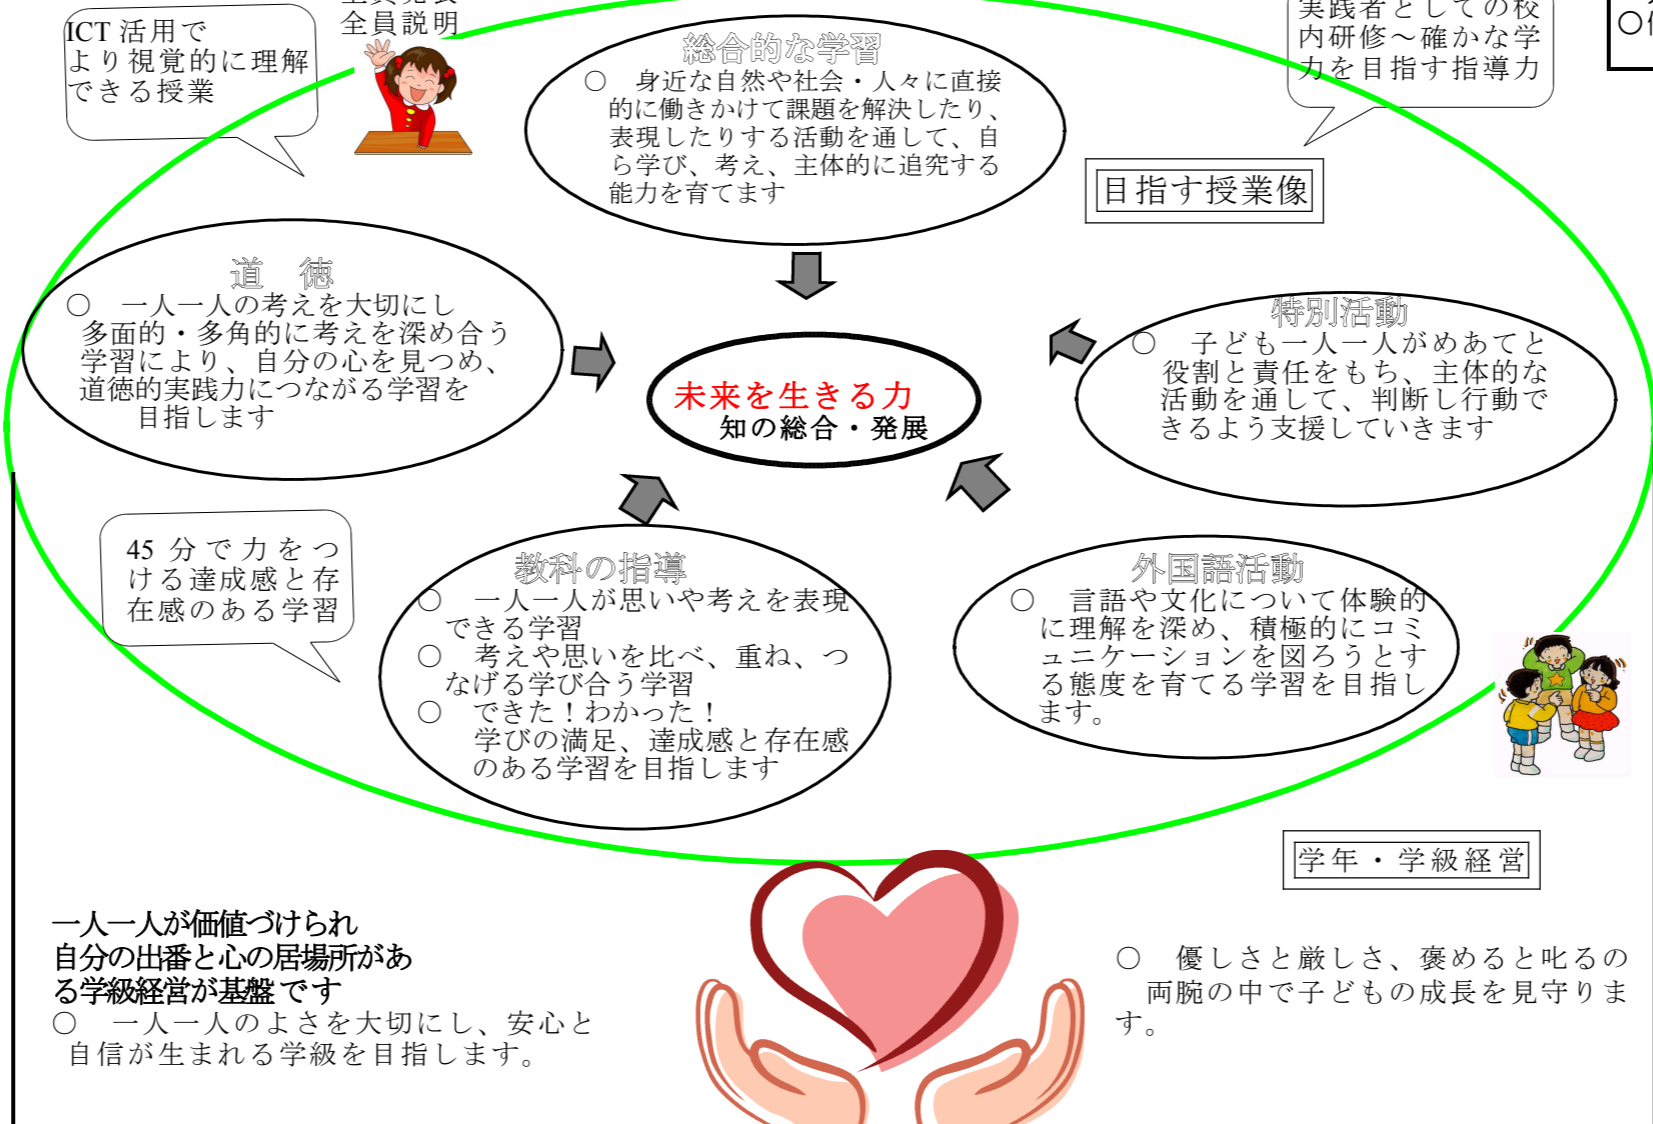 全員説明
ICT 活用で
より視覚的に理解
できる授業
実践者としての校
内研修～確かな学
力を目指す指導力
総合的な学習
○　身近な自然や社会・人々に直接
的に働きかけて課題を解決したり、
表現したりする活動を通して、自
ら学び、考え、主体的に追究する
能力を育てます
目指す授業像
道　徳
○　一人一人の考えを大切にし
多面的・多角的に考えを深め合う
学習により、自分の心を見つめ、
道徳的実践力につながる学習を
目指します
特別活動
○　子ども一人一人がめあてと
役割と責任をもち、主体的な
活動を通して、判断し行動で
きるよう支援していきます
未来を生きる力
知の総合・発展
45 分で力をつ
ける達成感と存
在感のある学習
教科の指導
○　一人一人が思いや考えを表現
できる学習
○　考えや思いを比べ、重ね、つ
なげる学び合う学習
○　できた！わかった！
学びの満足、達成感と存在感
のある学習を目指します
外国語活動
○　言語や文化について体験的
に理解を深め、積極的にコミ
ュニケーションを図ろうとす
る態度を育てる学習を目指し
ます。
学年・学級経営
一人一人が価値づけられ
自分の出番と心の居場所があ
る学級経営が基盤です
○　一人一人のよさを大切にし、安心と
自信が生まれる学級を目指します。
○　優しさと厳しさ、褒めると叱るの
両腕の中で子どもの成長を見守りま
す。